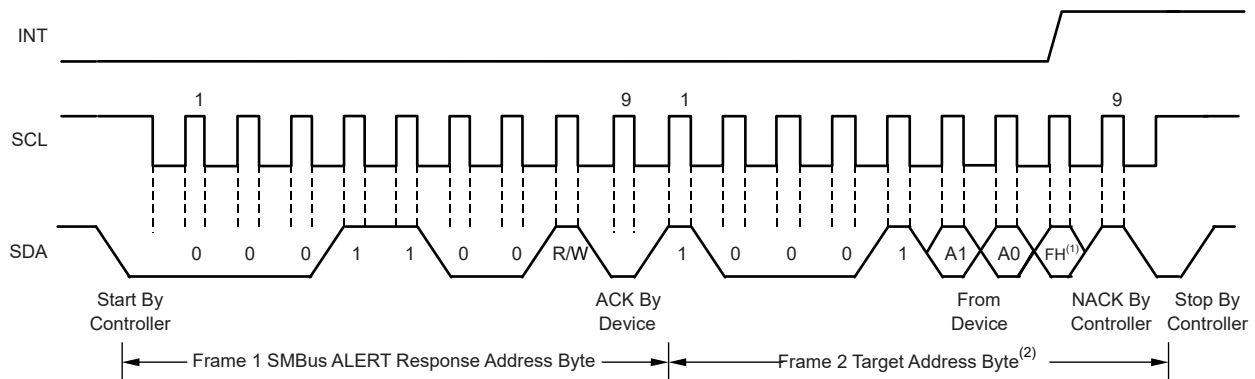 INT
1 9 1 9
SCL
SDA
0 0 0 1 1 0 0 R/W 1 0 0 0 1 A1 A0 FH(1)
Start By
Controller
ACK By
Device
From
Device
NACK By
Controller
Stop By
Controller
Frame 1 SMBus ALERT Response Address Byte
Frame 2 Target Address Byte(2)